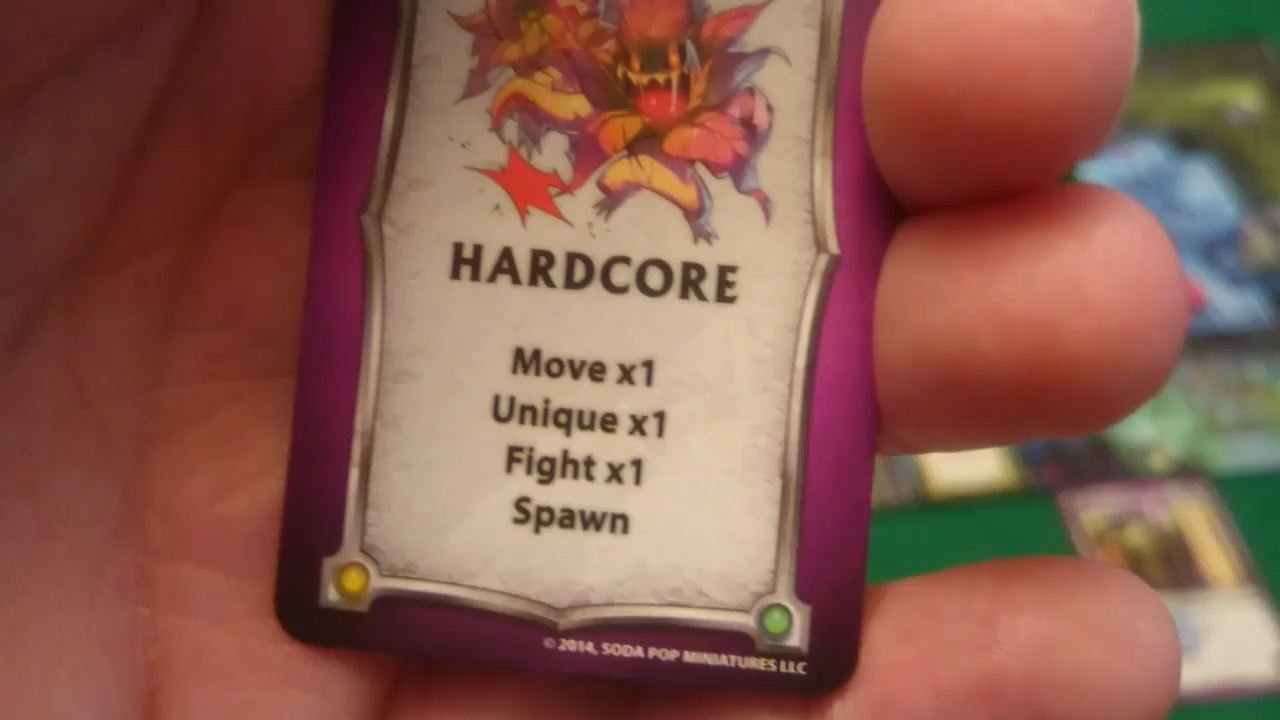 HARDCORE
Move x1
Unique x1
Fight x1
Spawn
© 2014, SODA POP MINIATURES LLC